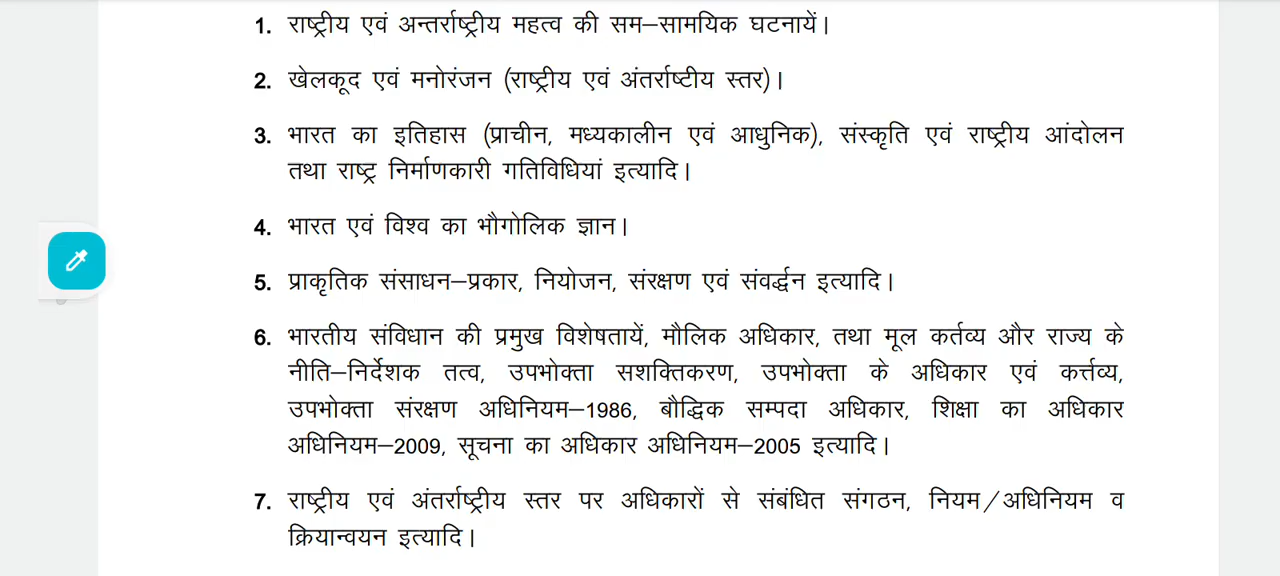 1. राष्ट्रीय एवं अन्तर्राष्ट्रीय महत्व की सम–सामयिक घटनायें।
2. खेलकूद एवं मनोरंजन (राष्ट्रीय एवं अंतर्राष्टीय स्तर)।
3. भारत का इतिहास (प्राचीन, मध्यकालीन एवं आधुनिक), संस्कृति एवं राष्ट्रीय आंदोलन
तथा राष्ट्र निर्माणकारी गतिविधियां इत्यादि।
4. भारत एवं विश्व का भौगोलिक ज्ञान।
5. प्राकृतिक संसाधन–प्रकार, नियोजन, संरक्षण एवं संवर्द्धन इत्यादि।
6. भारतीय संविधान की प्रमुख विशेषतायें, मौलिक अधिकार, तथा मूल कर्तव्य और राज्य के
नीति–निर्देशक तत्व, उपभोक्ता सशक्तिकरण, उपभोक्ता के अधिकार एवं कर्त्तव्य,
उपभोक्ता संरक्षण अधिनियम–1986, बौद्धिक सम्पदा अधिकार, शिक्षा का अधिकार
अधिनियम–2009, सूचना का अधिकार अधिनियम–2005 इत्यादि।
7. राष्ट्रीय एवं अंतर्राष्ट्रीय स्तर पर अधिकारों से संबंधित संगठन, नियम/अधिनियम व
क्रियान्वयन इत्यादि।